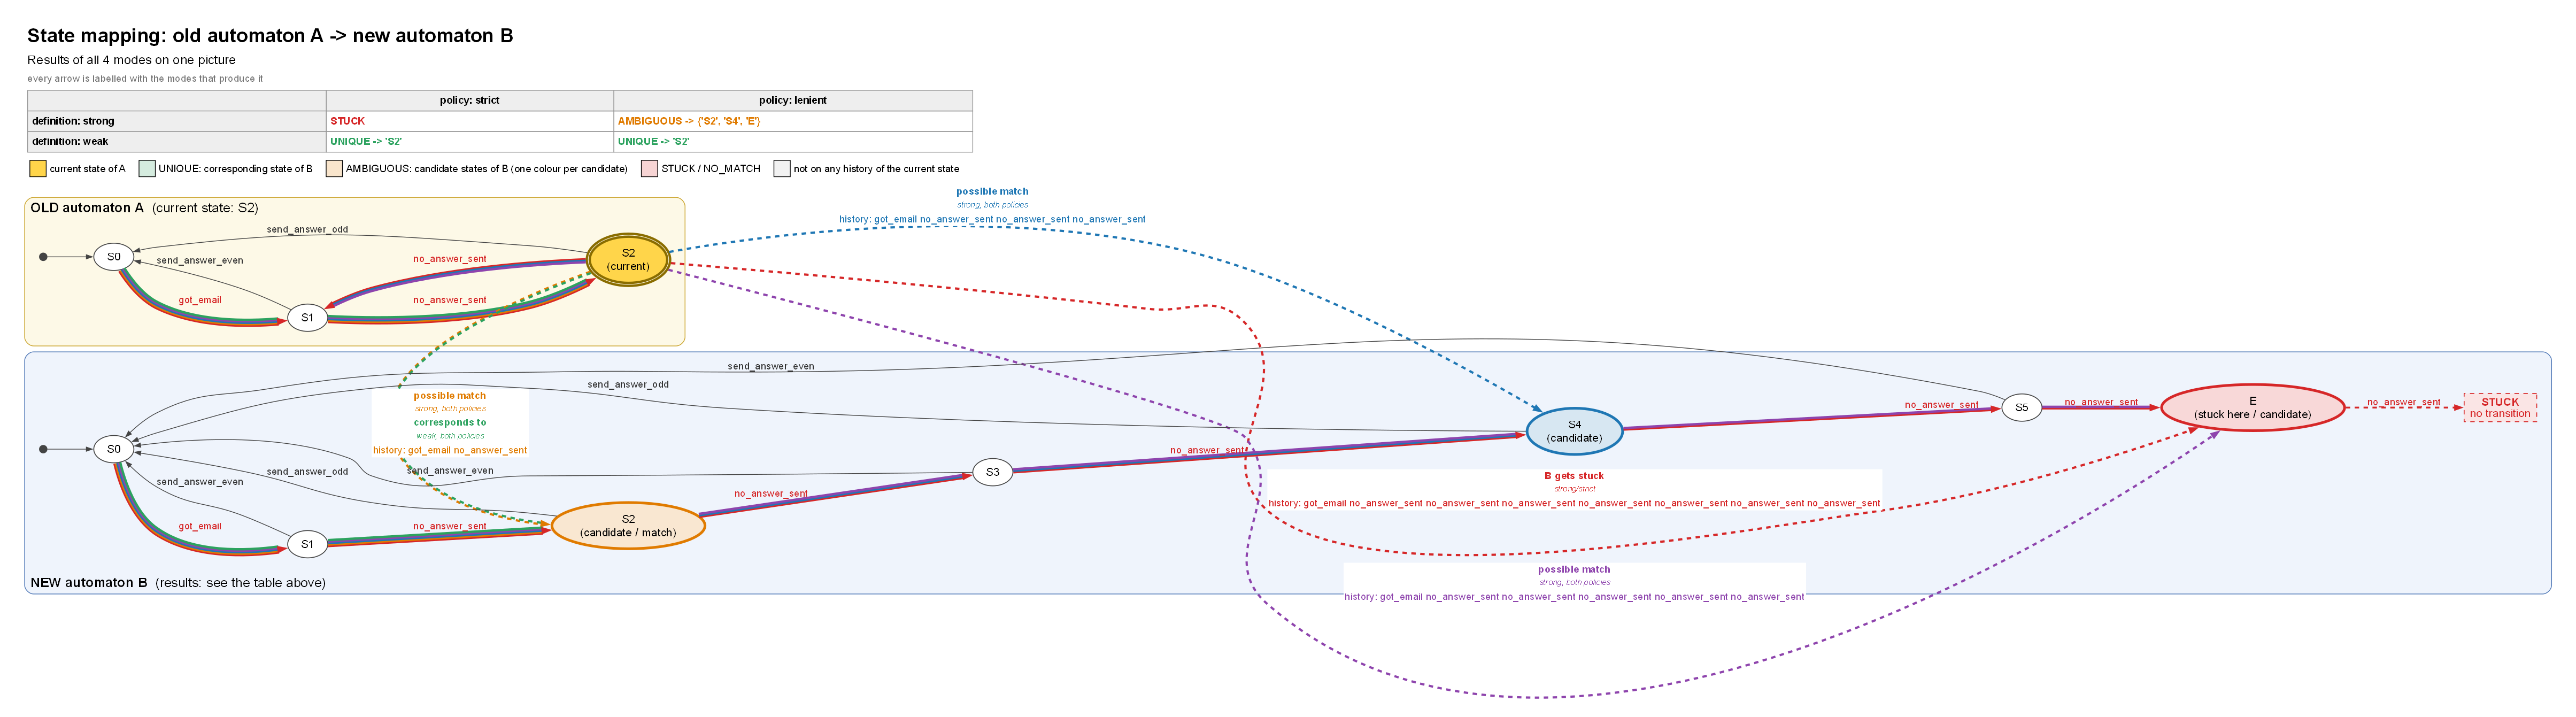 State mapping: old automaton A -> new automaton B
Results of all 4 modes on one picture
every arrow is labelled with the modes that produce it
policy: strict policy: lenient
definition: strong STUCK AMBIGUOUS -> {'S2', 'S4', 'E'}
definition: weak UNIQUE -> 'S2' UNIQUE -> 'S2'
current state of A UNIQUE: corresponding state of B AMBIGUOUS: candidate states of B (one colour per candidate) STUCK / NO_MATCH not on any history of the current state
possible match
strong, both policies
history: got_email no_answer_sent no_answer_sent no_answer_sent
OLD automaton A (current state: S2)
send_answer_odd
S0
send_answer_even
no_answer_sent
S2
(current)
got_email
no_answer_sent
S1
send_answer_even
send_answer_odd
possible match
strong, both policies
corresponds to
weak, both policies
history: got_email no_answer_sent
S0
send_answer_odd
send_answer_even
send_answer_even
got_email
S1
no_answer_sent
S2
(candidate / match)
no_answer_sent
S3
no_answer_sent
S4
(candidate)
no_answer_sent
S5
no_answer_sent
E
(stuck here / candidate)
no_answer_sent
STUCK
no transition
B gets stuck
strong/strict
history: got_email no_answer_sent no_answer_sent no_answer_sent no_answer_sent no_answer_sent no_answer_sent no_answer_sent
possible match
strong, both policies
history: got_email no_answer_sent no_answer_sent no_answer_sent no_answer_sent no_answer_sent
NEW automaton B (results: see the table above)